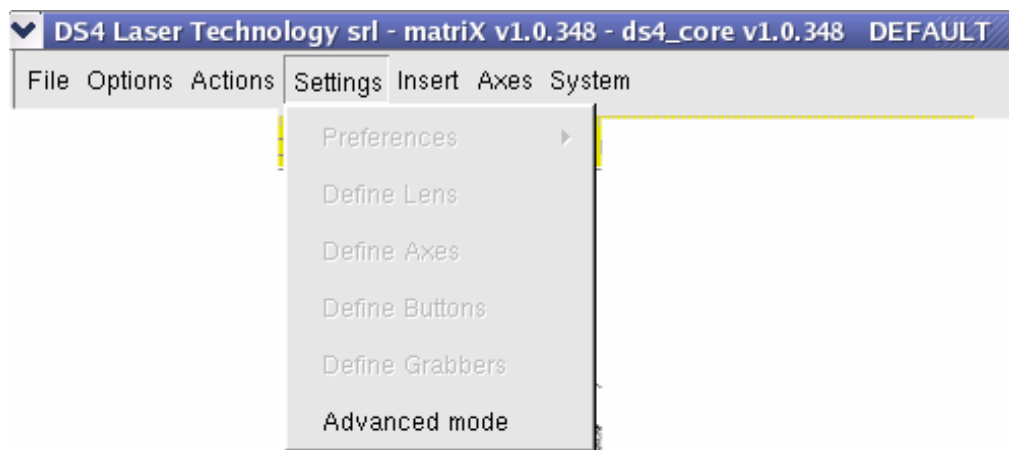 DS4 Laser Technology srl - matriX v1.0.348 - ds4_core v1.0.348 DEFAULT
File Options Actions Settings Insert Axes System
Preferences
Define Lens
Define Axes
Define Buttons
Define Grabbers
Advanced mode